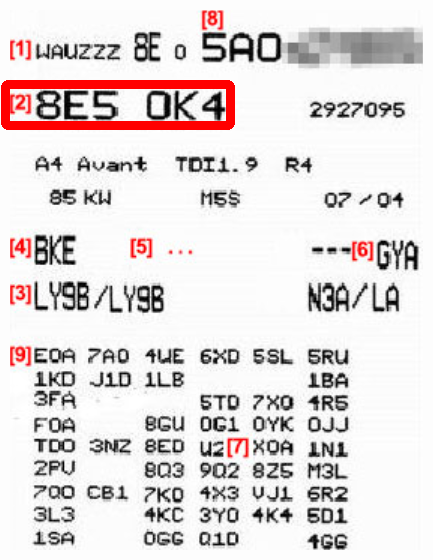 [8]
[1] WAUZZZ 8E 0 5A0
[2] 8E5 0K4 2927095
A4 Avant TDI1.9 R4
85 KW M5S 07/04
[4] BKE [5] ... ---[6] GYA
[3] LY9B/LY9B N3A/LA
[9] E0A 7A0 4UE 6XD 5SL 5RU
1KD J1D 1LB 1BA
3FA 5TD 7X0 4R5
F0A 8GU 0G1 0YK 0JJ
TD0 3NZ 8ED U2[7] X0A 1N1
2PU 8Q3 9Q2 8Z5 M3L
7Q0 CB1 7K0 4X3 VJ1 6R2
3L3 4KC 3Y0 4K4 5D1
1SA 0GG Q1D 4GG